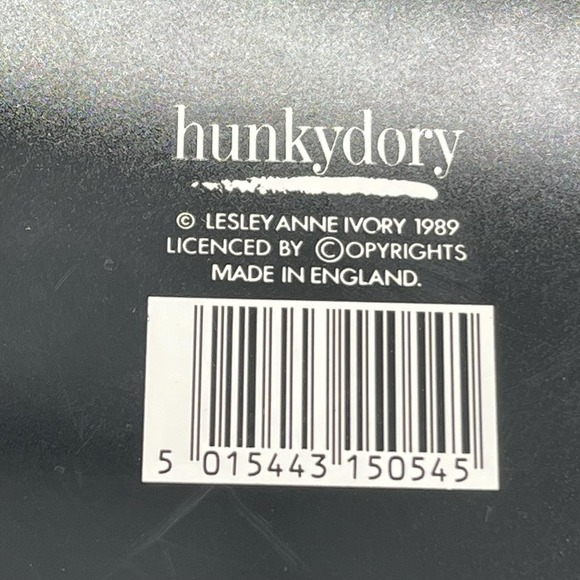 hunkydory
© LESLEY ANNE IVORY 1989
LICENCED BY ©OPYRIGHTS
MADE IN ENGLAND.
5 015443 150545